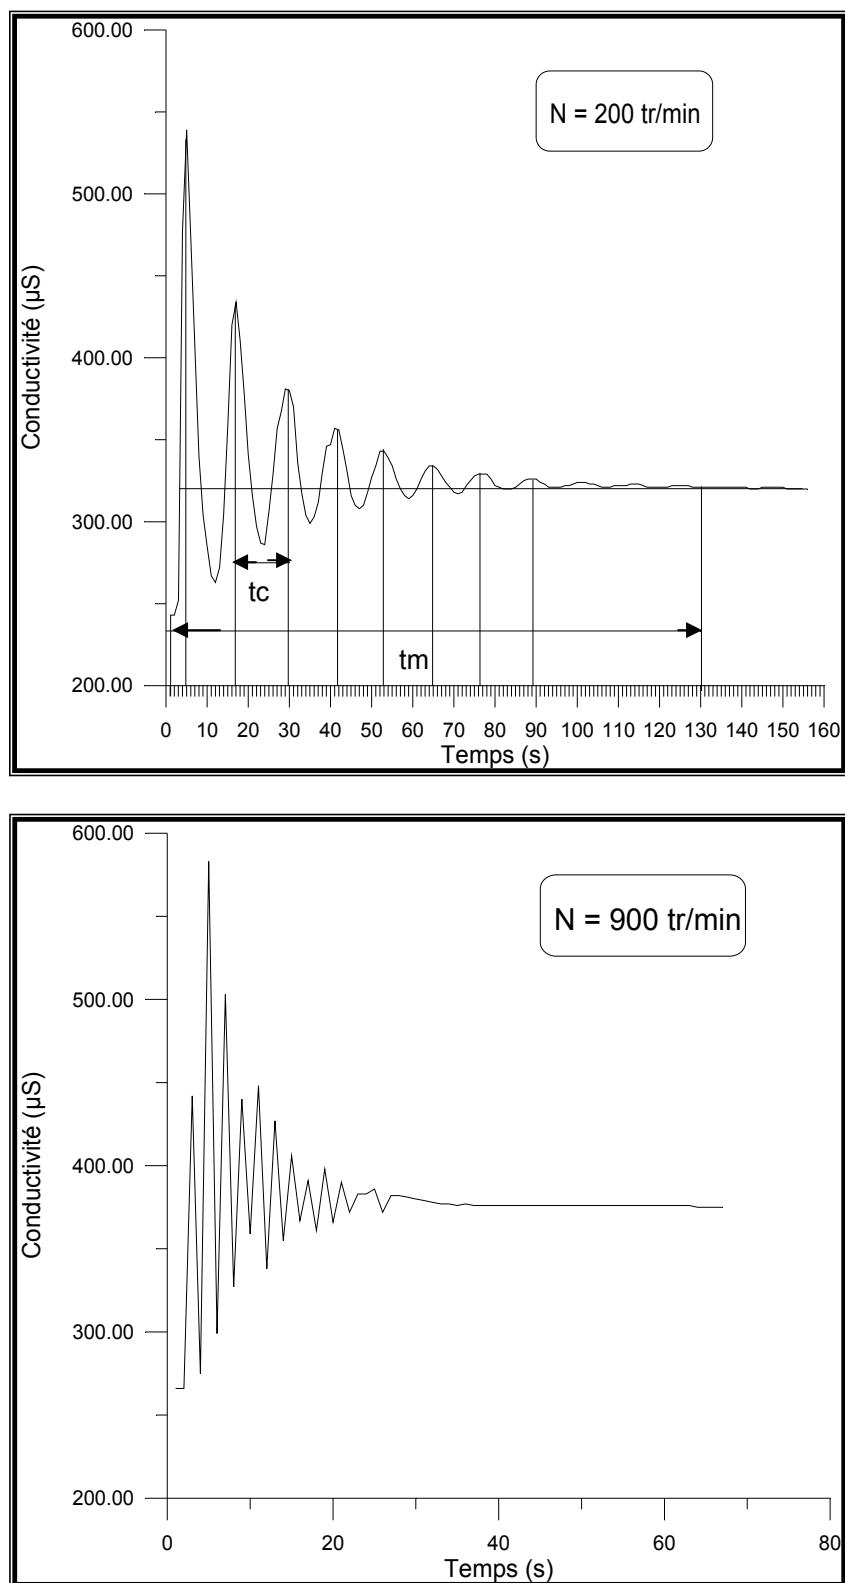 600.00
N = 200 tr/min
500.00
Conductivité (µS)
400.00
300.00
tc
tm
200.00
0 10 20 30 40 50 60 70 80 90 100 110 120 130 140 150 160
Temps (s)
600.00
N = 900 tr/min
500.00
Conductivité (µS)
400.00
300.00
200.00
0 20 40 60 80
Temps (s)